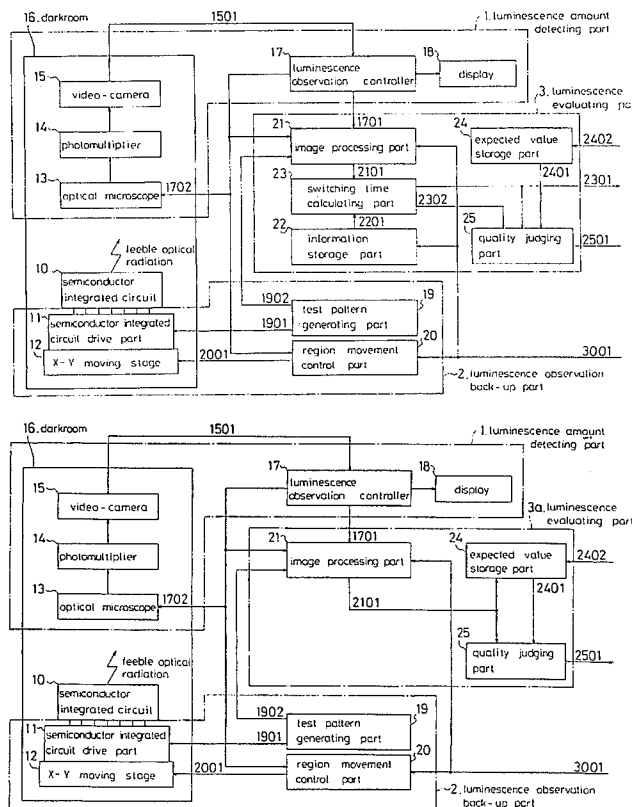 16. darkroom
1501
1. luminescence amount
detecting part
17
18
luminescence
observation controller
display
15
video-camera
3. luminescence
evaluating pa
14
photomultiplier
21
1701
image processing part
24
expected value
storage part
2402
13
optical microscope
1702
23
2101
2401
switching time
calculating part
2302
2301
2201
22
information
storage part
25
quality judging
part
2501
feeble optical
radiation
10
semiconductor
integrated circuit
11
semiconductor integrated
circuit drive part
12
X-Y moving stage
1902
1901
2001
19
test pattern
generating part
20
region movement
control part
3001
2. luminescence observation
back-up part
16. darkroom
1501
1. luminescence amount
detecting part
17
18
luminescence
observation controller
display
15
video-camera
3a. luminescence
evaluating part
14
photomultiplier
21
1701
image processing part
24
expected value
storage part
2402
13
optical microscope
1702
2101
2401
25
quality judging
part
2501
feeble optical
radiation
10
semiconductor
integrated circuit
11
semiconductor integrated
circuit drive part
12
X-Y moving stage
1902
1901
2001
19
test pattern
generating part
20
region movement
control part
3001
2. luminescence observation
back-up part